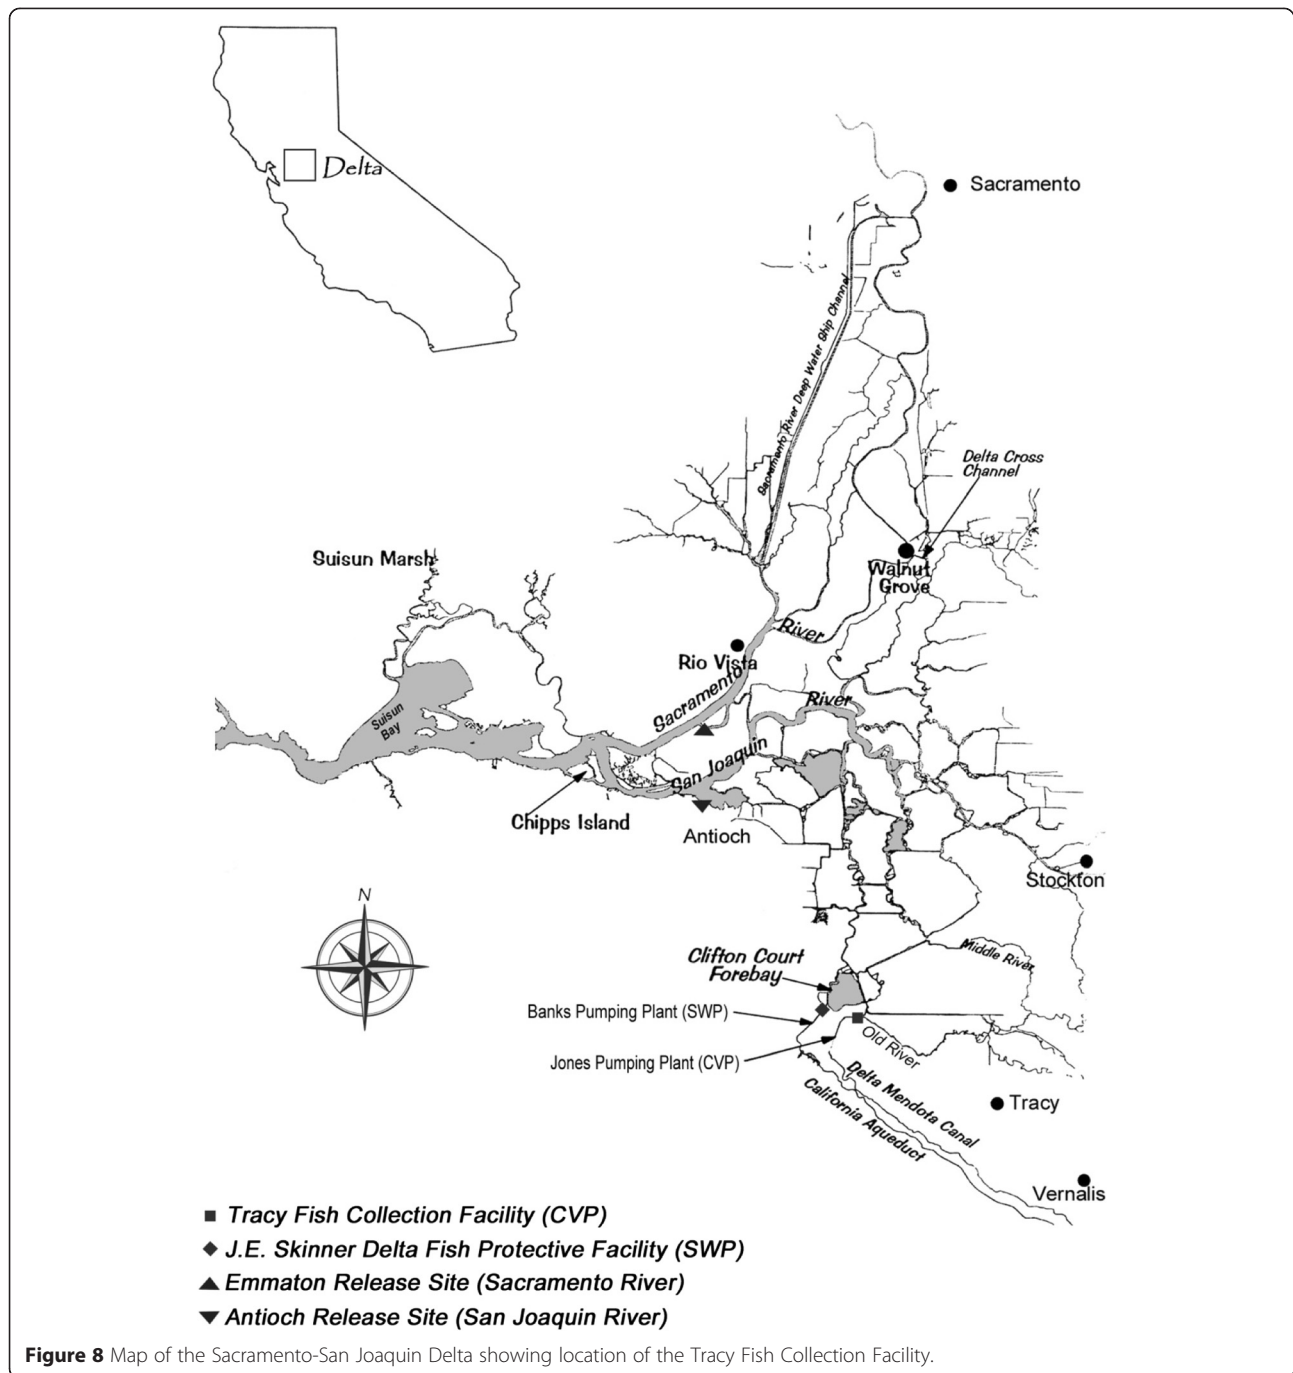 Delta
Sacramento
Sacramento River Deep Water Ship Channel
Delta Cross
Channel
Suisun Marsh
Walnut
Grove
River
Rio Vista
Sacramento
River
Suisun
Bay
San Joaquin
Chipps Island
Antioch
Stockton
N
Middle River
Clifton Court
Forebay
Banks Pumping Plant (SWP)
Old River
Jones Pumping Plant (CVP)
Delta Mendota Canal
California Aqueduct
Tracy
Vernalis
Tracy Fish Collection Facility (CVP)
J.E. Skinner Delta Fish Protective Facility (SWP)
Emmaton Release Site (Sacramento River)
Antioch Release Site (San Joaquin River)
Figure 8 Map of the Sacramento-San Joaquin Delta showing location of the Tracy Fish Collection Facility.